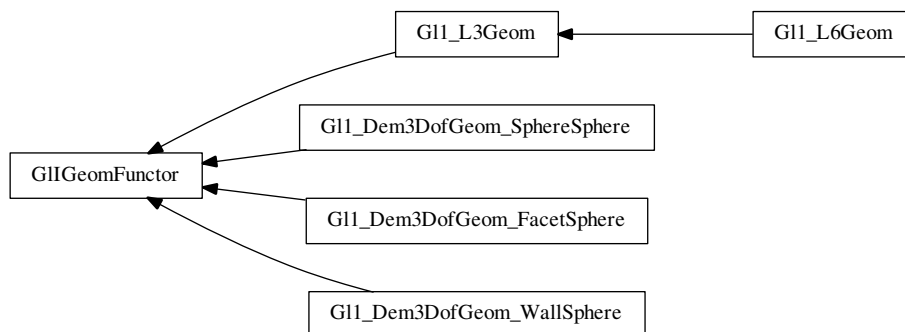 Gl1_L3Geom
Gl1_L6Geom
Gl1_Dem3DofGeom_SphereSphere
GlIGeomFunctor
Gl1_Dem3DofGeom_FacetSphere
Gl1_Dem3DofGeom_WallSphere